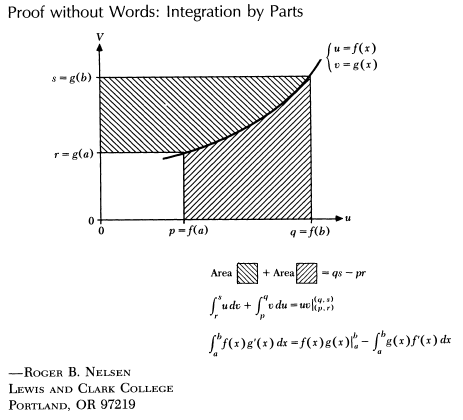 Proof without Words: Integration by Parts
V
{u = f(x)
v = g(x)
s = g(b)
r = g(a)
0
0 p = f(a) q = f(b) u
Area + Area = qs − pr
∫_r^s u dv + ∫_p^q v du = uv|_(p,r)^(q,s)
∫_a^b f(x)g′(x) dx = f(x)g(x)|_a^b − ∫_a^b g(x)f′(x) dx
—ROGER B. NELSEN
LEWIS AND CLARK COLLEGE
PORTLAND, OR 97219